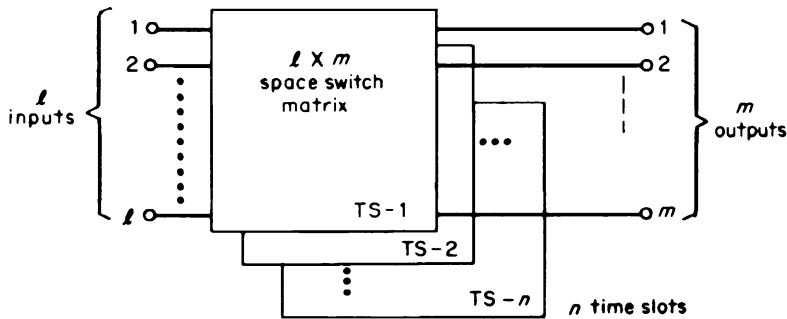 1
2
ℓ
inputs
ℓ
ℓ X m
space switch
matrix
TS-1
TS-2
TS-n
1
2
m
outputs
m
n time slots